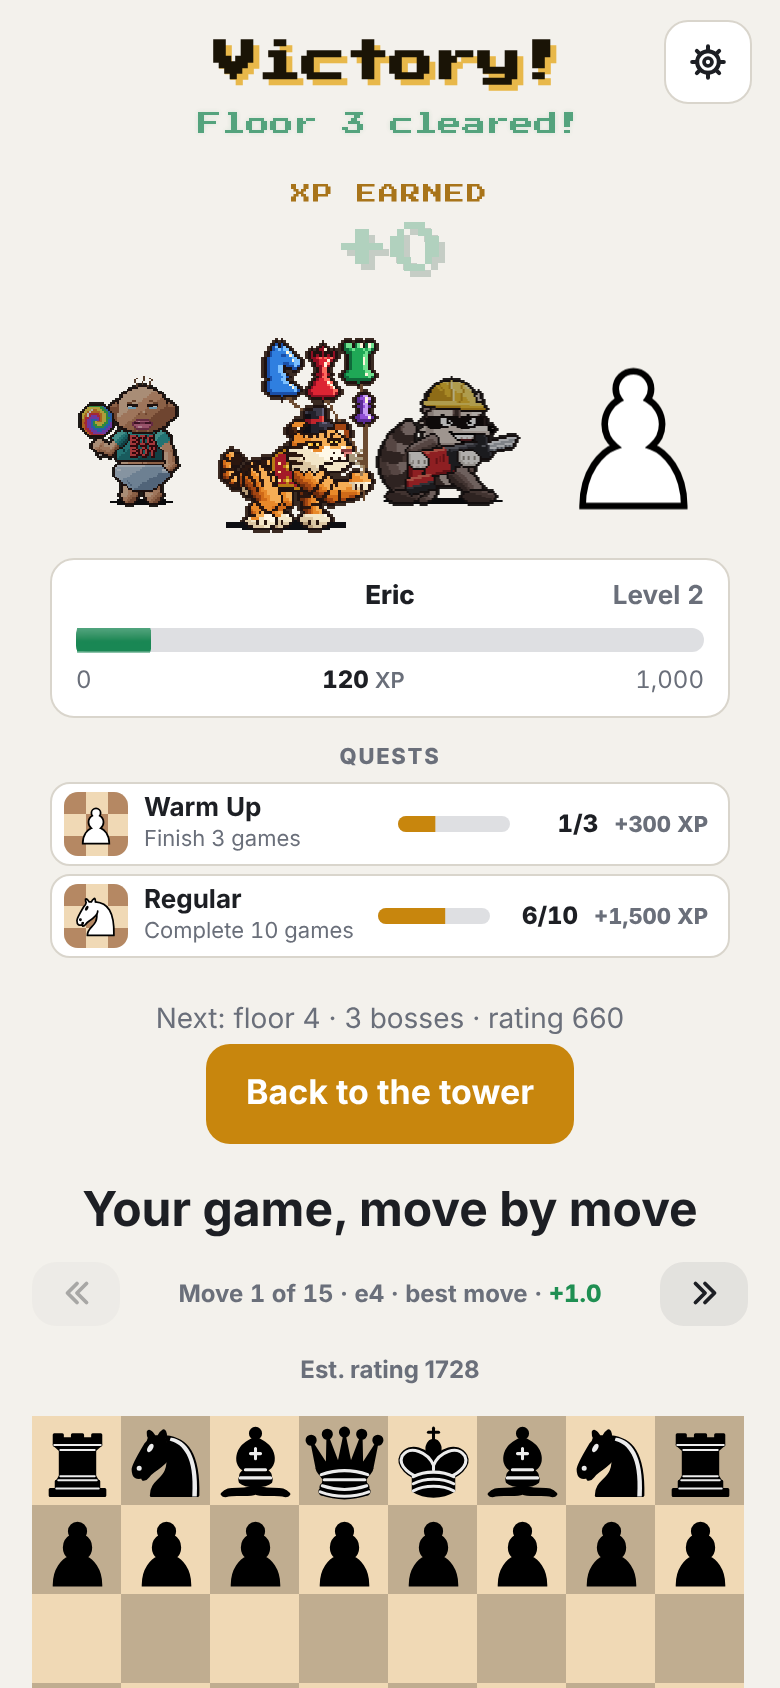 Victory!
Floor 3 cleared!
XP EARNED
+0
BIG
BOY
Eric
Level 2
0
120 XP
1,000
QUESTS
Warm Up
Finish 3 games
1/3
+300 XP
Regular
Complete 10 games
6/10
+1,500 XP
Next: floor 4 · 3 bosses · rating 660
Back to the tower
Your game, move by move
Move 1 of 15 · e4 · best move · +1.0
Est. rating 1728